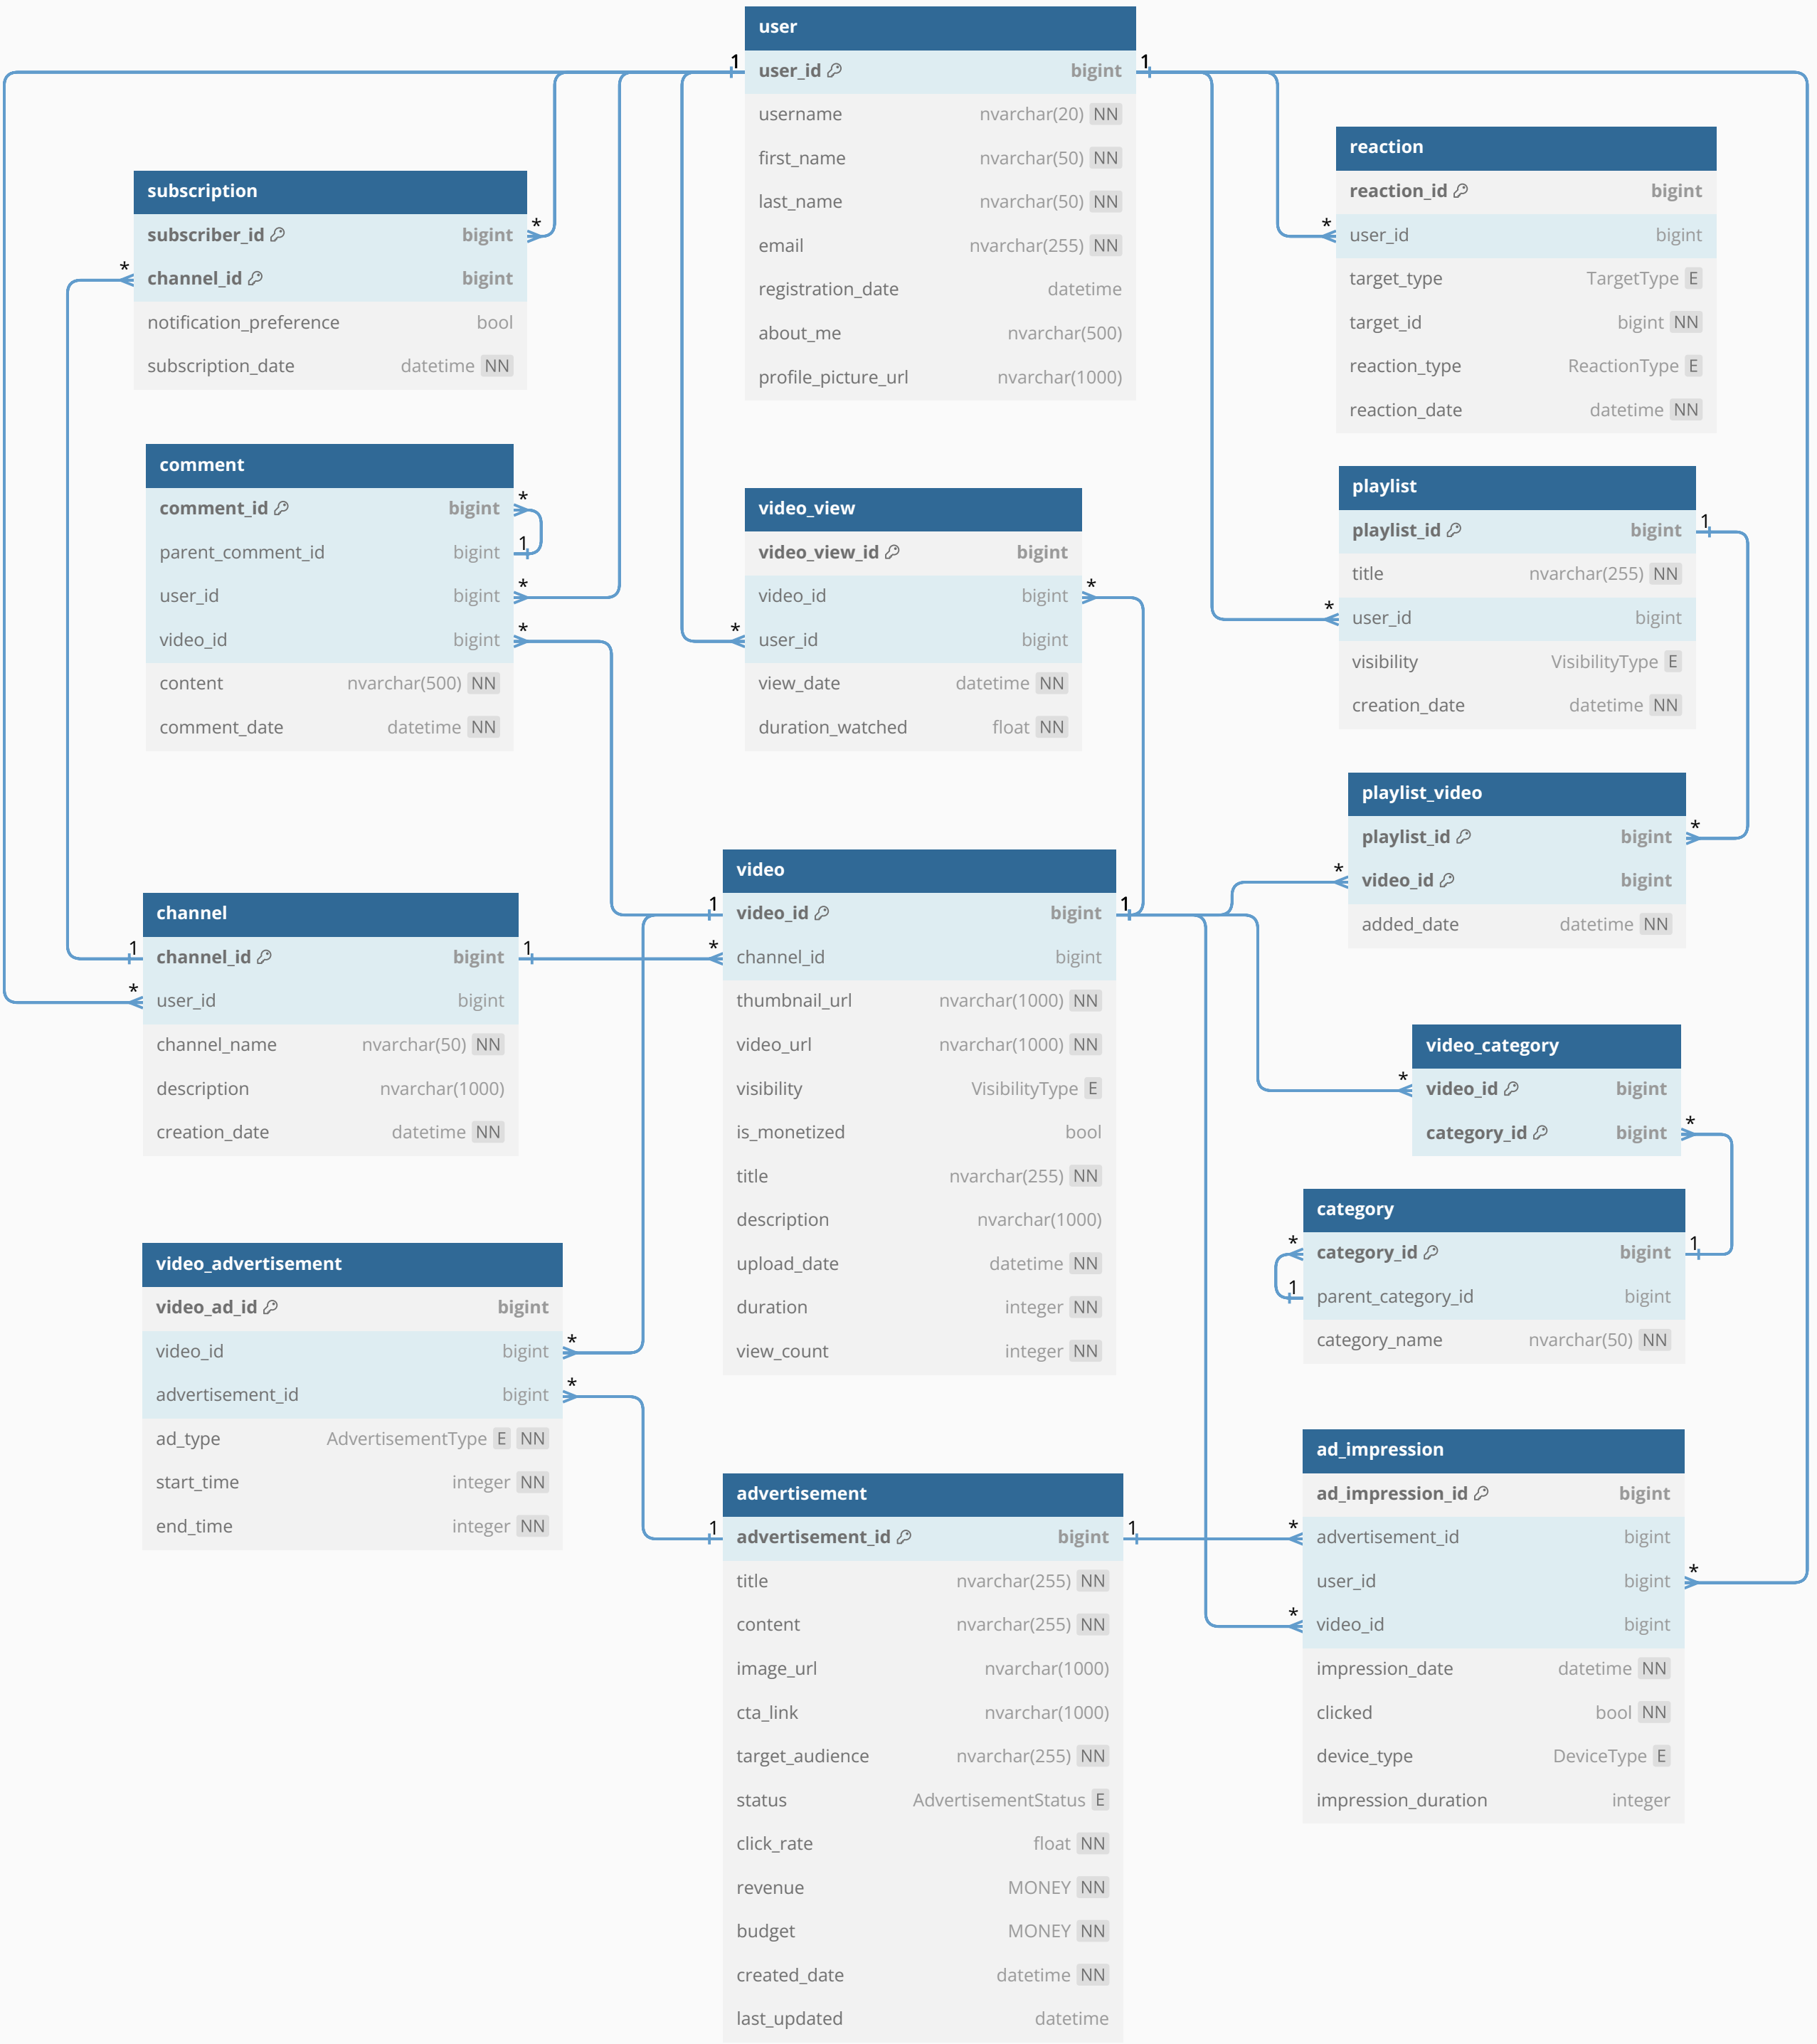 user
user_id bigint
username nvarchar(20) NN
first_name nvarchar(50) NN
last_name nvarchar(50) NN
email nvarchar(255) NN
registration_date datetime
about_me nvarchar(500)
profile_picture_url nvarchar(1000)
1
1
reaction
reaction_id bigint
* user_id bigint
target_type TargetType E
target_id bigint NN
reaction_type ReactionType E
reaction_date datetime NN
subscription
subscriber_id bigint *
* channel_id bigint
notification_preference bool
subscription_date datetime NN
comment
comment_id bigint *
parent_comment_id bigint 1
user_id bigint *
video_id bigint *
content nvarchar(500) NN
comment_date datetime NN
video_view
video_view_id bigint
video_id bigint *
* user_id bigint
view_date datetime NN
duration_watched float NN
playlist
playlist_id bigint 1
title nvarchar(255) NN
* user_id bigint
visibility VisibilityType E
creation_date datetime NN
playlist_video
playlist_id bigint *
* video_id bigint
added_date datetime NN
channel
1 channel_id bigint 1
* user_id bigint
channel_name nvarchar(50) NN
description nvarchar(1000)
creation_date datetime NN
video
1 video_id bigint 1
* channel_id bigint
thumbnail_url nvarchar(1000) NN
video_url nvarchar(1000) NN
visibility VisibilityType E
is_monetized bool
title nvarchar(255) NN
description nvarchar(1000)
upload_date datetime NN
duration integer NN
view_count integer NN
video_category
* video_id bigint
category_id bigint *
category
* category_id bigint 1
1 parent_category_id bigint
category_name nvarchar(50) NN
video_advertisement
video_ad_id bigint
video_id bigint *
advertisement_id bigint *
ad_type AdvertisementType E NN
start_time integer NN
end_time integer NN
advertisement
1 advertisement_id bigint 1
title nvarchar(255) NN
content nvarchar(255) NN
image_url nvarchar(1000)
cta_link nvarchar(1000)
target_audience nvarchar(255) NN
status AdvertisementStatus E
click_rate float NN
revenue MONEY NN
budget MONEY NN
created_date datetime NN
last_updated datetime
ad_impression
ad_impression_id bigint
* advertisement_id bigint
user_id bigint *
* video_id bigint
impression_date datetime NN
clicked bool NN
device_type DeviceType E
impression_duration integer